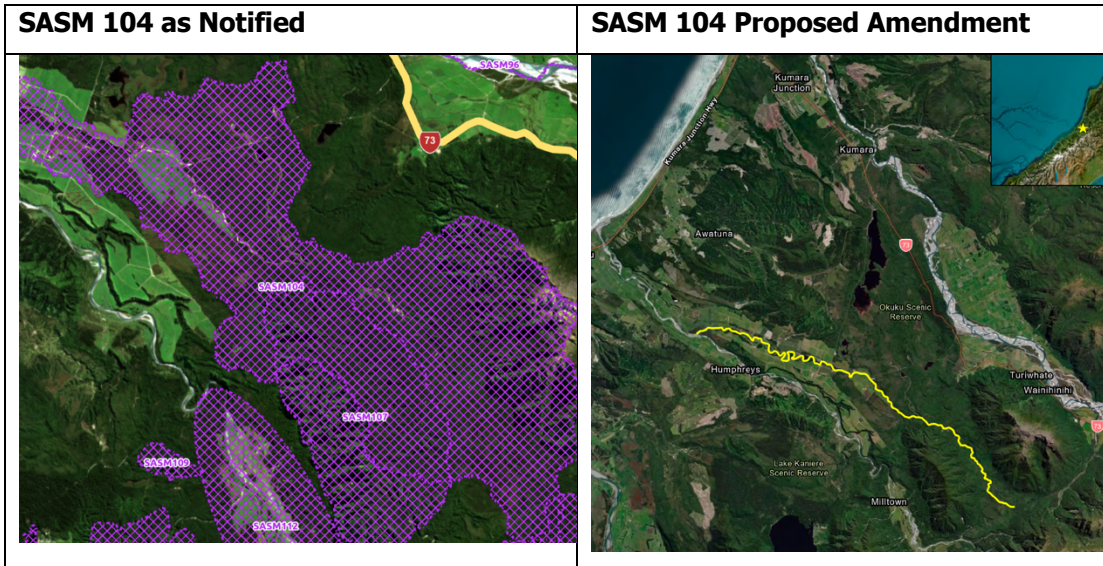 SASM 104 as Notified
SASM96
73
SASM104
SASM107
SASM109
SASM112
SASM 104 Proposed Amendment
Kumara
Junction
Kumara Junction Hwy
Kumara
Awatuna
73
Okuku Scenic
Reserve
Humphreys
Turiwhate
Wainihinihi
73
Lake Kaniere
Scenic Reserve
Milltown